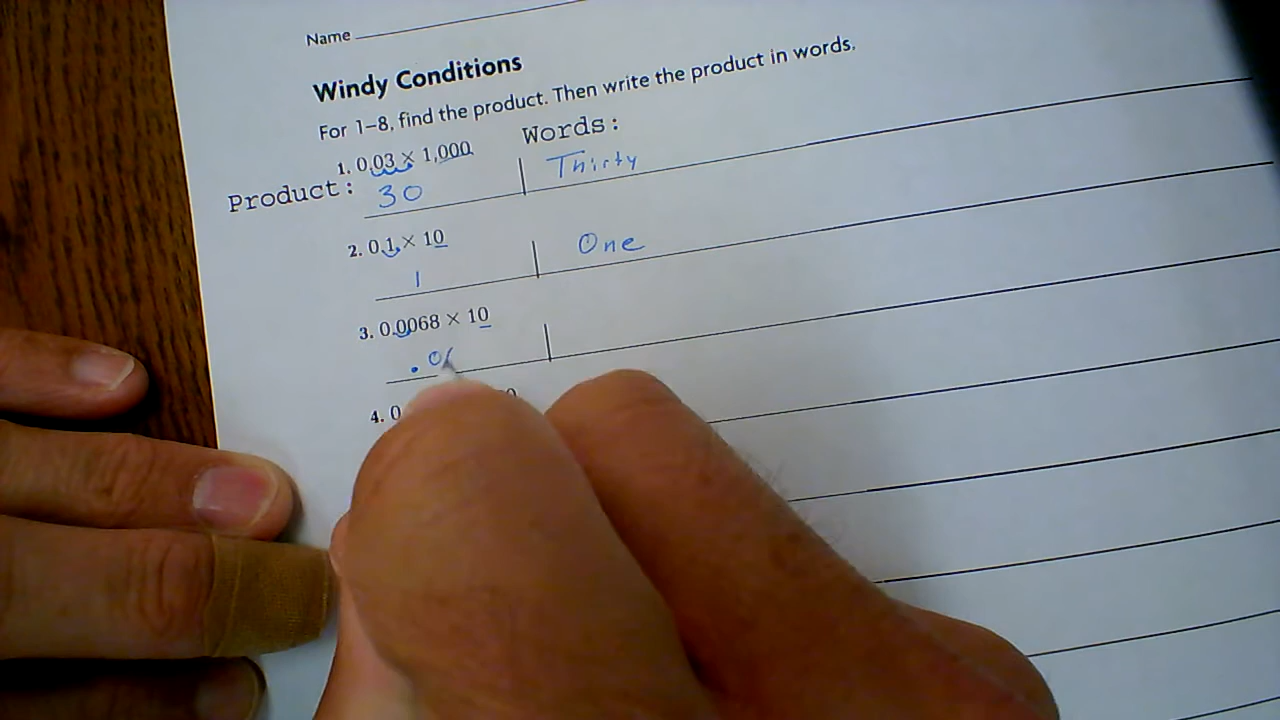 Name
Windy Conditions
For 1–8, find the product. Then write the product in words.
Words:
1. 0.03 × 1,000
Product: 30 | Thirty
2. 0.1 × 10
1 | One
3. 0.0068 × 10
.0
4. 0